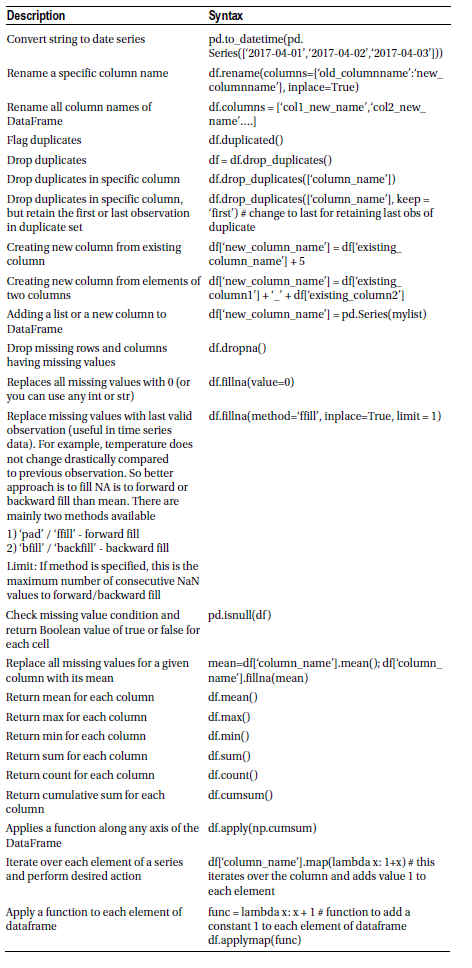 Description Syntax
Convert string to date series pd.to_datetime(pd.
Series([‘2017-04-01’,‘2017-04-02’,‘2017-04-03’]))
Rename a specific column name df.rename(columns={‘old_columnname’:‘new_
columnname’}, inplace=True)
Rename all column names of df.columns = [‘col1_new_name’,‘col2_new_
DataFrame name’….]
Flag duplicates df.duplicated()
Drop duplicates df = df.drop_duplicates()
Drop duplicates in specific column df.drop_duplicates([‘column_name’])
Drop duplicates in specific column, df.drop_duplicates([‘column_name’], keep =
but retain the first or last observation ‘first’) # change to last for retaining last obs of
in duplicate set duplicate
Creating new column from existing df[‘new_column_name’] = df[‘existing_
column column_name’] + 5
Creating new column from elements of df[‘new_column_name’] = df[‘existing_
two columns column1’] + ‘_’ + df[‘existing_column2’]
Adding a list or a new column to df[‘new_column_name’] = pd.Series(mylist)
DataFrame
Drop missing rows and columns df.dropna()
having missing values
Replaces all missing values with 0 (or df.fillna(value=0)
you can use any int or str)
Replace missing values with last valid df.fillna(method=‘ffill’, inplace=True, limit = 1)
observation (useful in time series
data). For example, temperature does
not change drastically compared
to previous observation. So better
approach is to fill NA is to forward or
backward fill than mean. There are
mainly two methods available
1) ‘pad’ / ‘ffill’ - forward fill
2) ‘bfill’ / ‘backfill’ - backward fill
Limit: If method is specified, this is the
maximum number of consecutive NaN
values to forward/backward fill
Check missing value condition and pd.isnull(df)
return Boolean value of true or false for
each cell
Replace all missing values for a given mean=df[‘column_name’].mean(); df[‘column_
column with its mean name’].fillna(mean)
Return mean for each column df.mean()
Return max for each column df.max()
Return min for each column df.min()
Return sum for each column df.sum()
Return count for each column df.count()
Return cumulative sum for each df.cumsum()
column
Applies a function along any axis of the df.apply(np.cumsum)
DataFrame
Iterate over each element of a series df[‘column_name’].map(lambda x: 1+x) # this
and perform desired action iterates over the column and adds value 1 to
each element
Apply a function to each element of func = lambda x: x + 1 # function to add a
dataframe constant 1 to each element of dataframe
df.applymap(func)